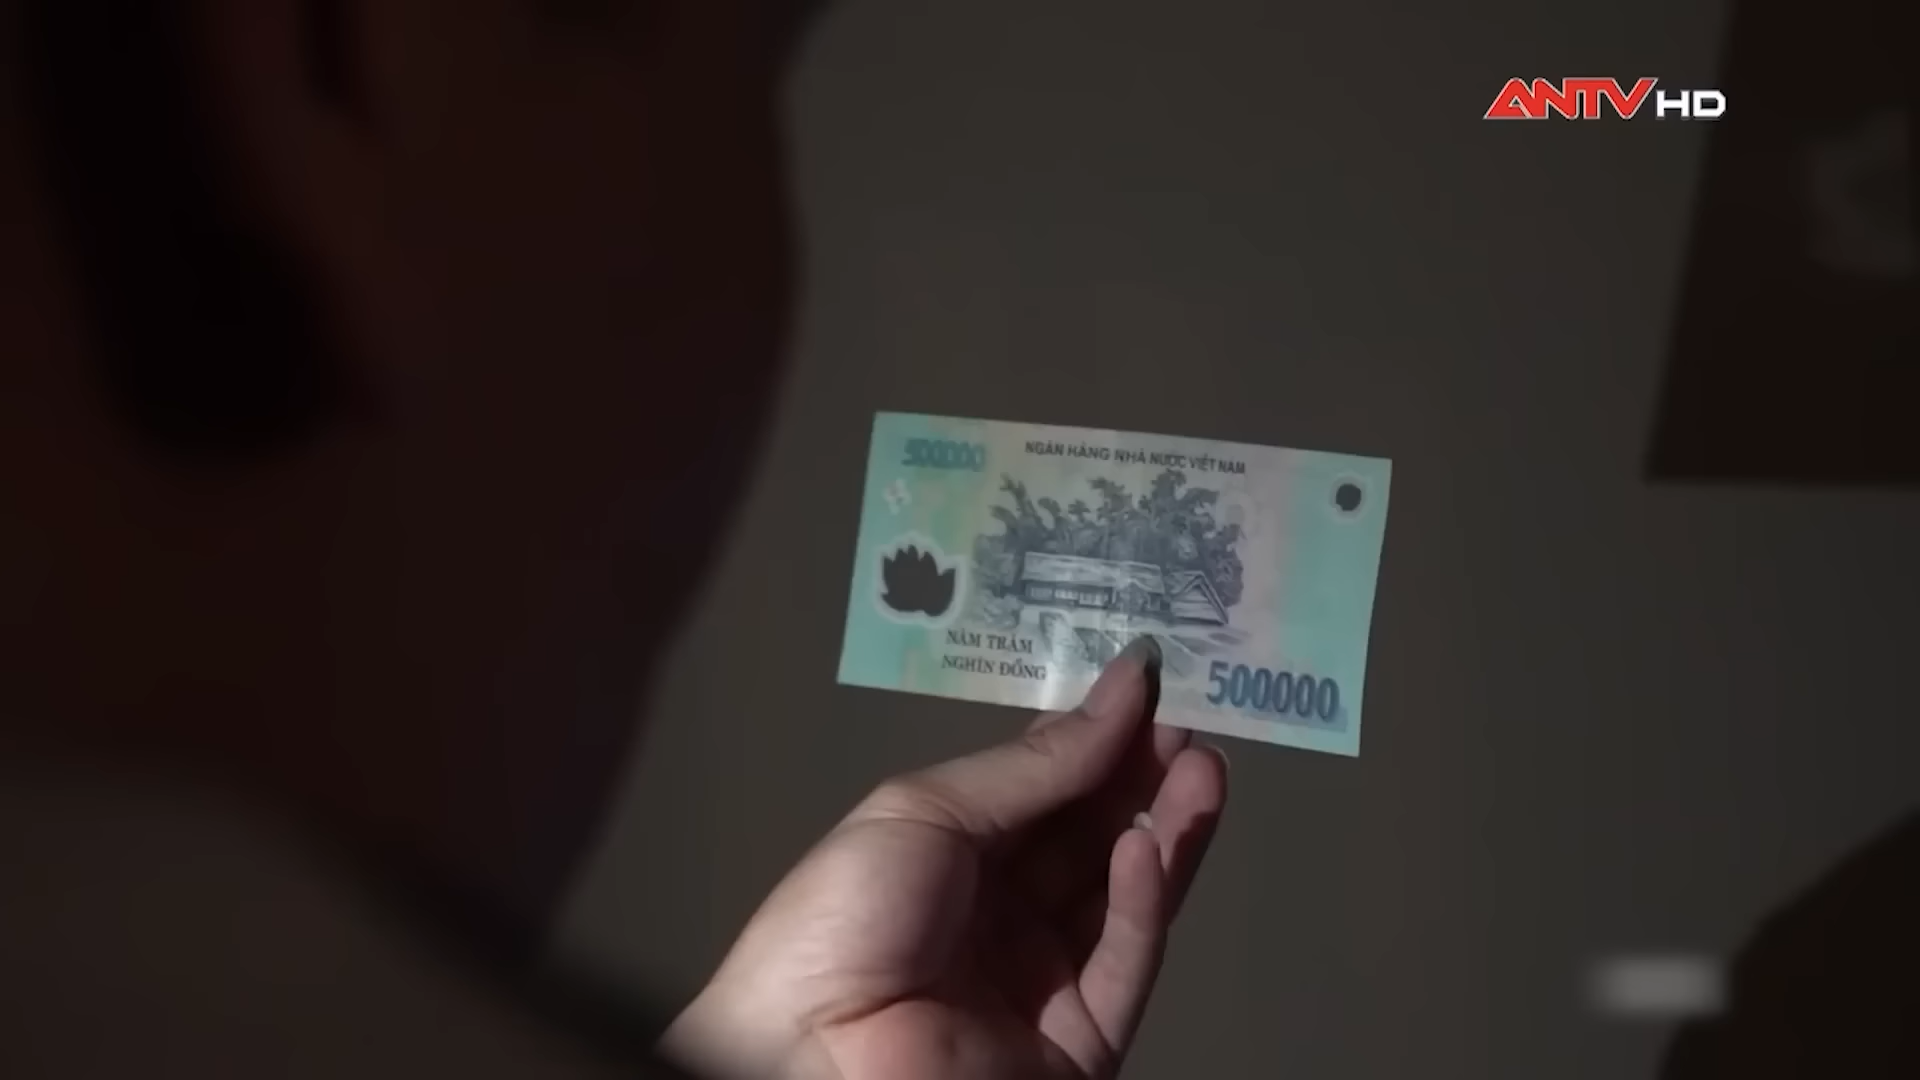 ANTV HD
500000
NGÂN HÀNG NHÀ NƯỚC VIỆT NAM
NĂM TRĂM
NGHÌN ĐỒNG
500000